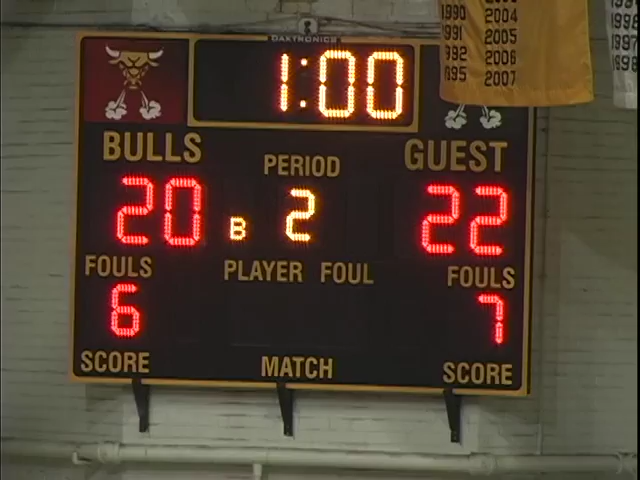 1990 2004
1991 2005
1992 2006
1995 2007
DAKTRONICS
1:00
BULLS PERIOD GUEST
20 B 2 22
FOULS PLAYER FOUL FOULS
6 7
SCORE MATCH SCORE